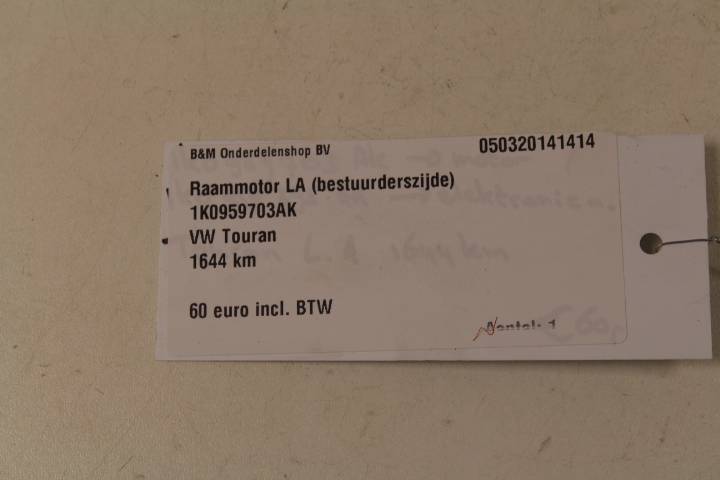 B&M Onderdelenshop BV
050320141414
Raammotor LA (bestuurderszijde)
1K0959703AK
VW Touran
1644 km
60 euro incl. BTW
Aantal: 1